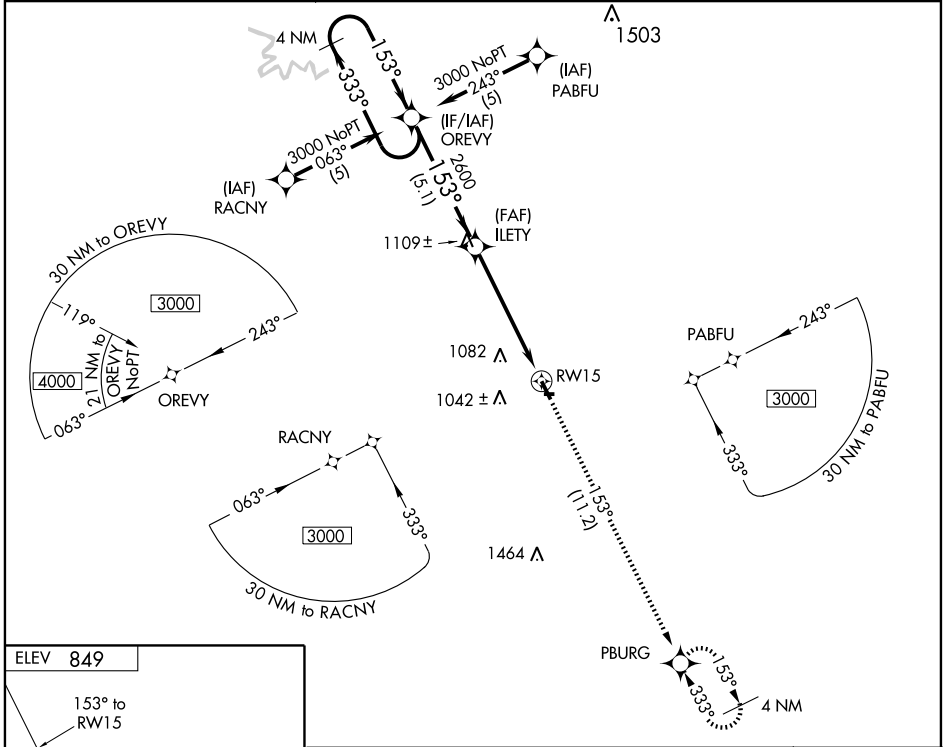 1503
4 NM
153°
333°
3000 NoPT
243°
(5)
(IAF)
PABFU
(IF/IAF)
OREVY
3000 NoPT
063°
(5)
(IAF)
RACNY
2600
153°
(5.1)
(FAF)
ILETY
1109 ±
30 NM to OREVY
3000
119°
243°
4000
21 NM to
OREVY
NoPT
063°
OREVY
1082
RW15
1042 ±
PABFU
243°
3000
333°
30 NM to PABFU
RACNY
063°
333°
3000
30 NM to RACNY
153°
(11.2)
1464
PBURG
153°
333°
4 NM
ELEV 849
153° to
RW15